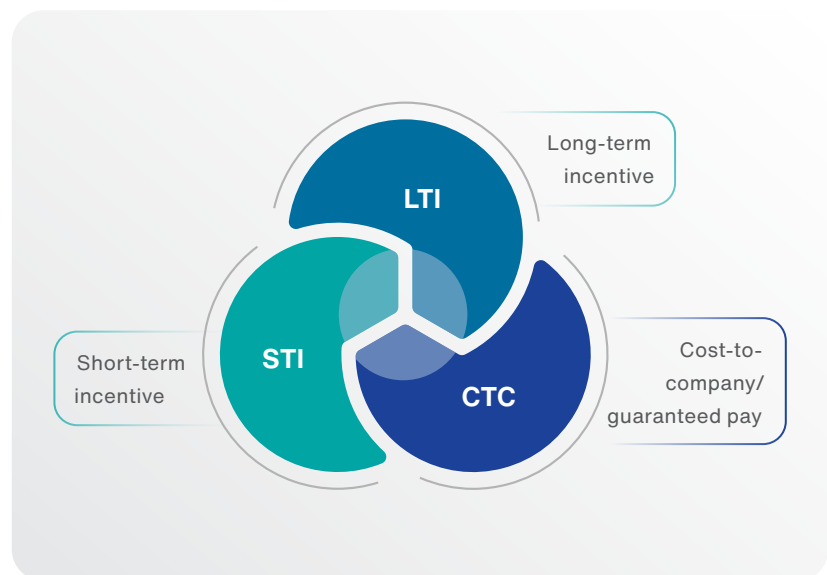 LTI
Long-term
incentive
STI
Short-term
incentive
CTC
Cost-to-
company/
guaranteed pay